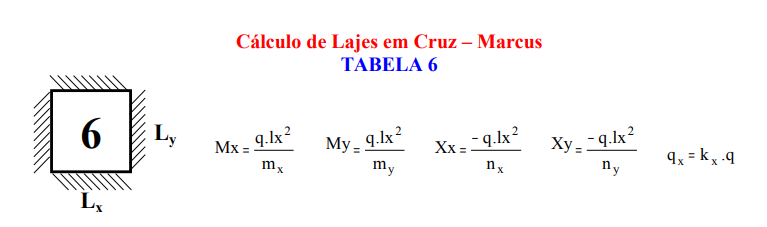 Cálculo de Lajes em Cruz – Marcus
TABELA 6
6
Ly
Lx
Mx = q.lx² / mx
My = q.lx² / my
Xx = - q.lx² / nx
Xy = - q.lx² / ny
qx = kx .q